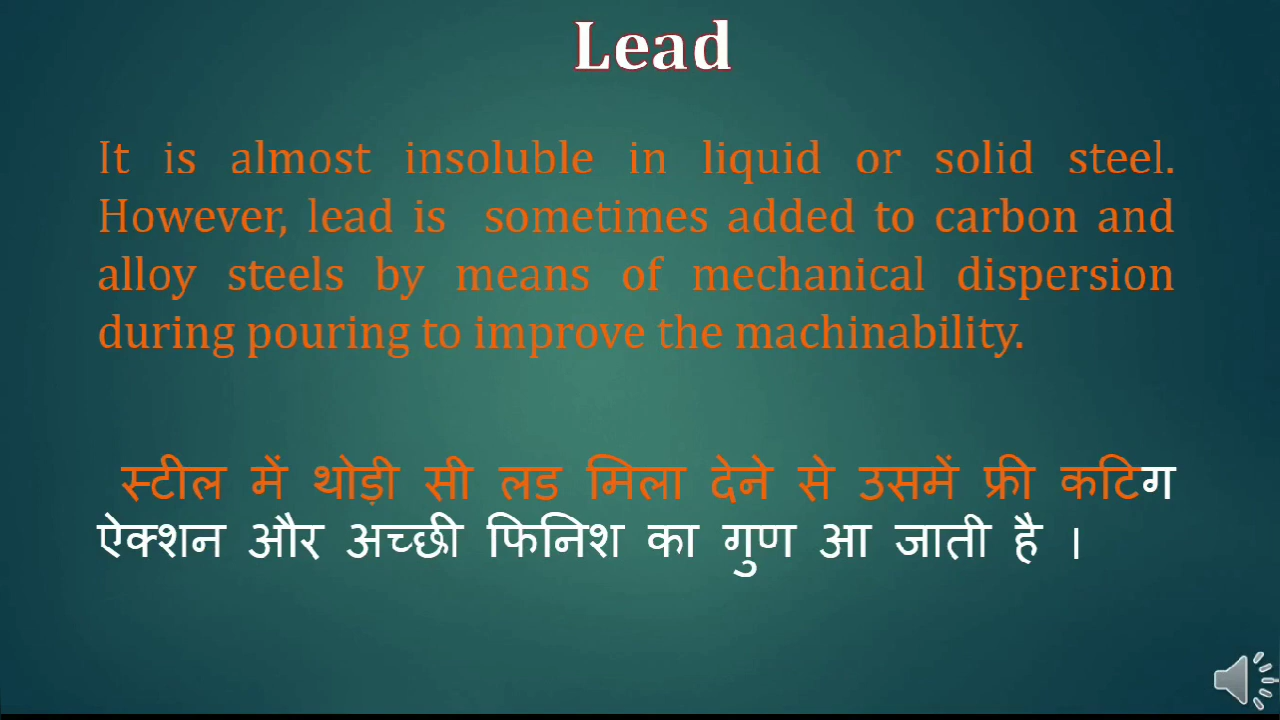 Lead
It is almost insoluble in liquid or solid steel.
However, lead is sometimes added to carbon and
alloy steels by means of mechanical dispersion
during pouring to improve the machinability.
स्टील में थोड़ी सी लड मिला देने से उसमें फ्री कटिग
ऐक्शन और अच्छी फिनिश का गुण आ जाती है ।